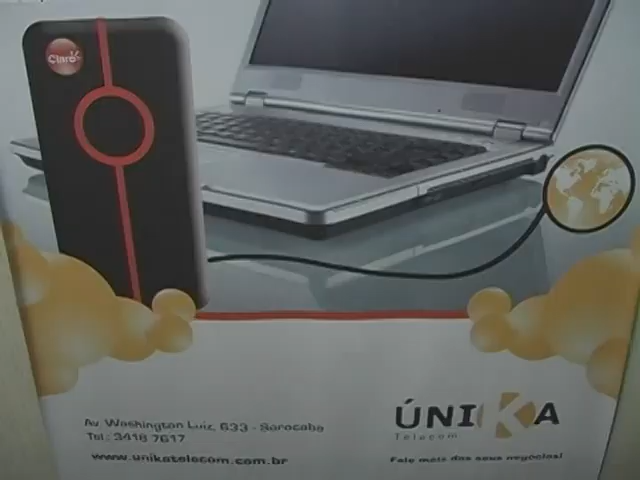 Claro
Av Washington Luiz, 633 - Sorocaba
Tel.: 3418 7617
www.unikatelecom.com.br
ÚNIKA
Telecom
Fale mais dos seus negócios!